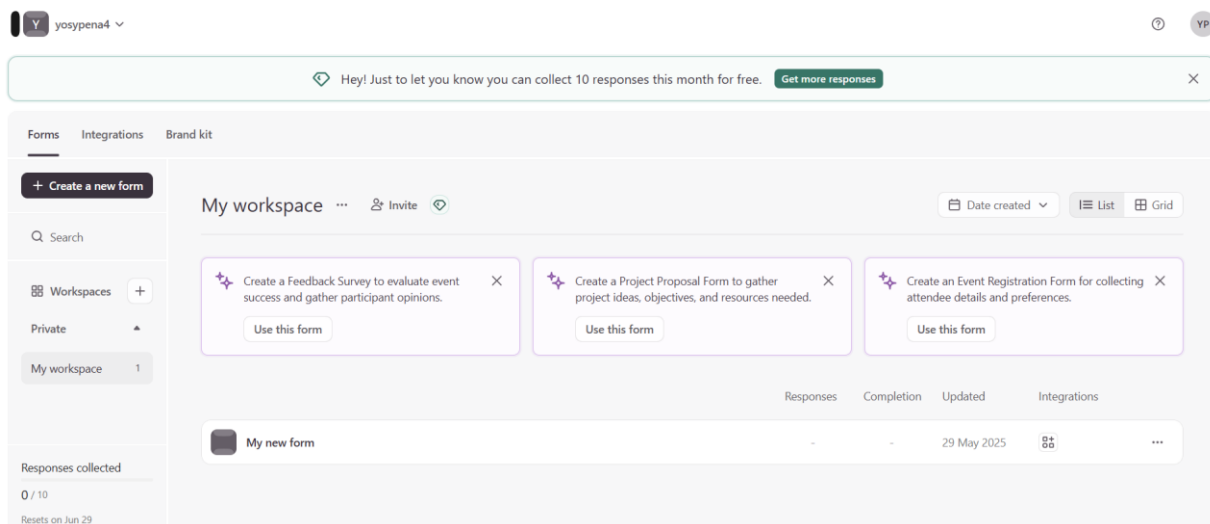 Y yosypena4
YP
Hey! Just to let you know you can collect 10 responses this month for free. Get more responses
Forms Integrations Brand kit
+ Create a new form
Search
Workspaces +
Private
My workspace 1
Responses collected
0 / 10
Resets on Jun 29
My workspace ... Invite
Date created List Grid
Create a Feedback Survey to evaluate event
success and gather participant opinions.
Use this form
Create a Project Proposal Form to gather
project ideas, objectives, and resources needed.
Use this form
Create an Event Registration Form for collecting
attendee details and preferences.
Use this form
Responses Completion Updated Integrations
My new form - - 29 May 2025 ...